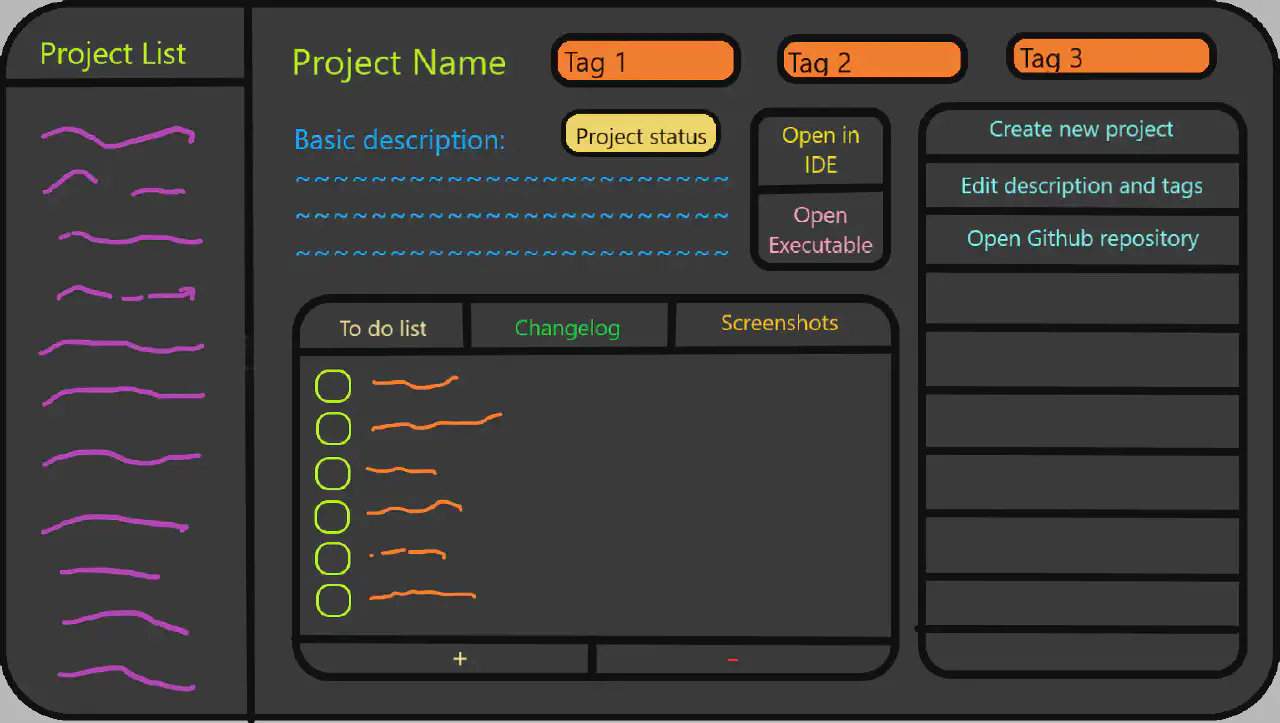 Project List
Project Name
Tag 1
Tag 2
Tag 3
Basic description:
Project status
Open in
IDE
Open
Executable
Create new project
Edit description and tags
Open Github repository
To do list
Changelog
Screenshots
+
-